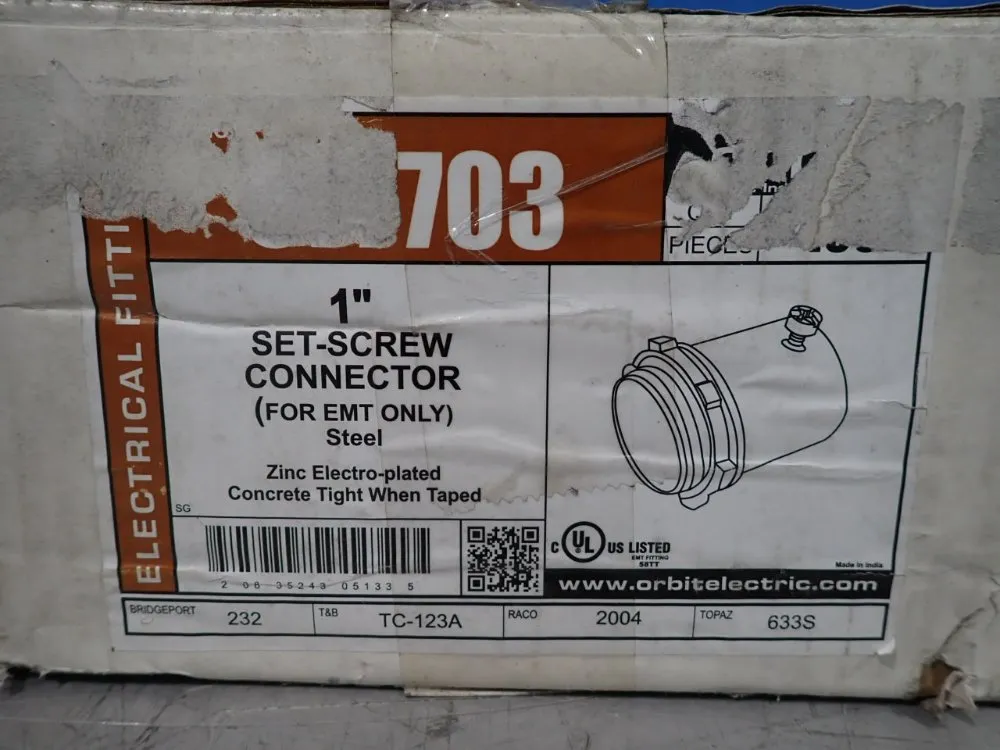 703
PIECES
ELECTRICAL FITTI
1"
SET-SCREW
CONNECTOR
(FOR EMT ONLY)
Steel
Zinc Electro-plated
Concrete Tight When Taped
SG
2 06 35243 05133 5
C UL US LISTED
EMT FITTING
58TT
Made in India
www.orbitelectric.com
BRIDGEPORT 232 T&B TC-123A RACO 2004 TOPAZ 633S